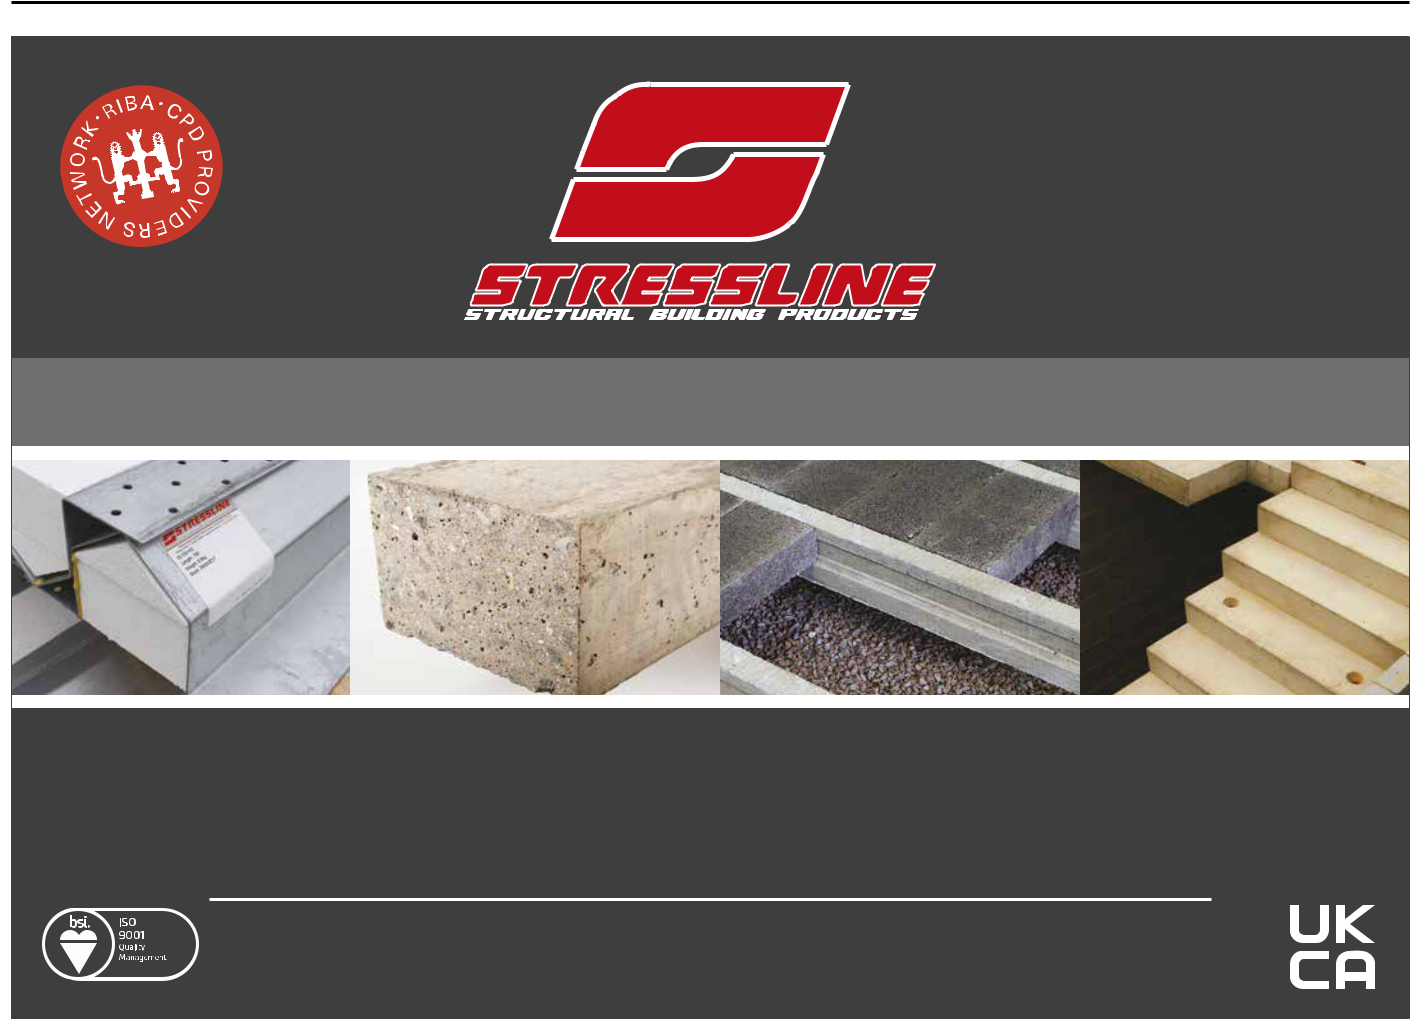 RIBA · CPD PROVIDERS NETWORK ·
STRESSLINE
STRUCTURAL BUILDING PRODUCTS
STRESSLINE
bsi.
ISO
9001
Quality
Management
UK
CA